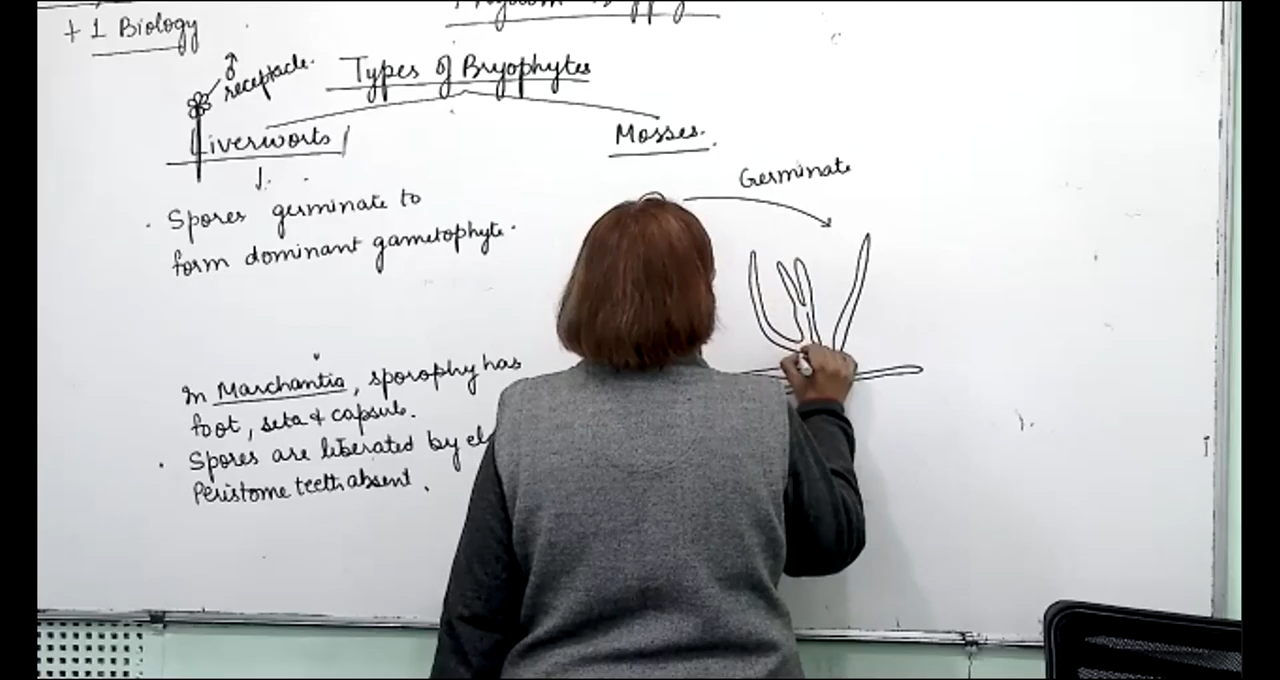 +1 Biology
♂
receptacle.
Types of Bryophytes
Liverworts
Mosses.
Germinate
Spores germinate to
form dominant gametophyte.
In Marchantia, sporophy has
foot, seta & capsule.
Spores are liberated by el
Peristome teeth absent.